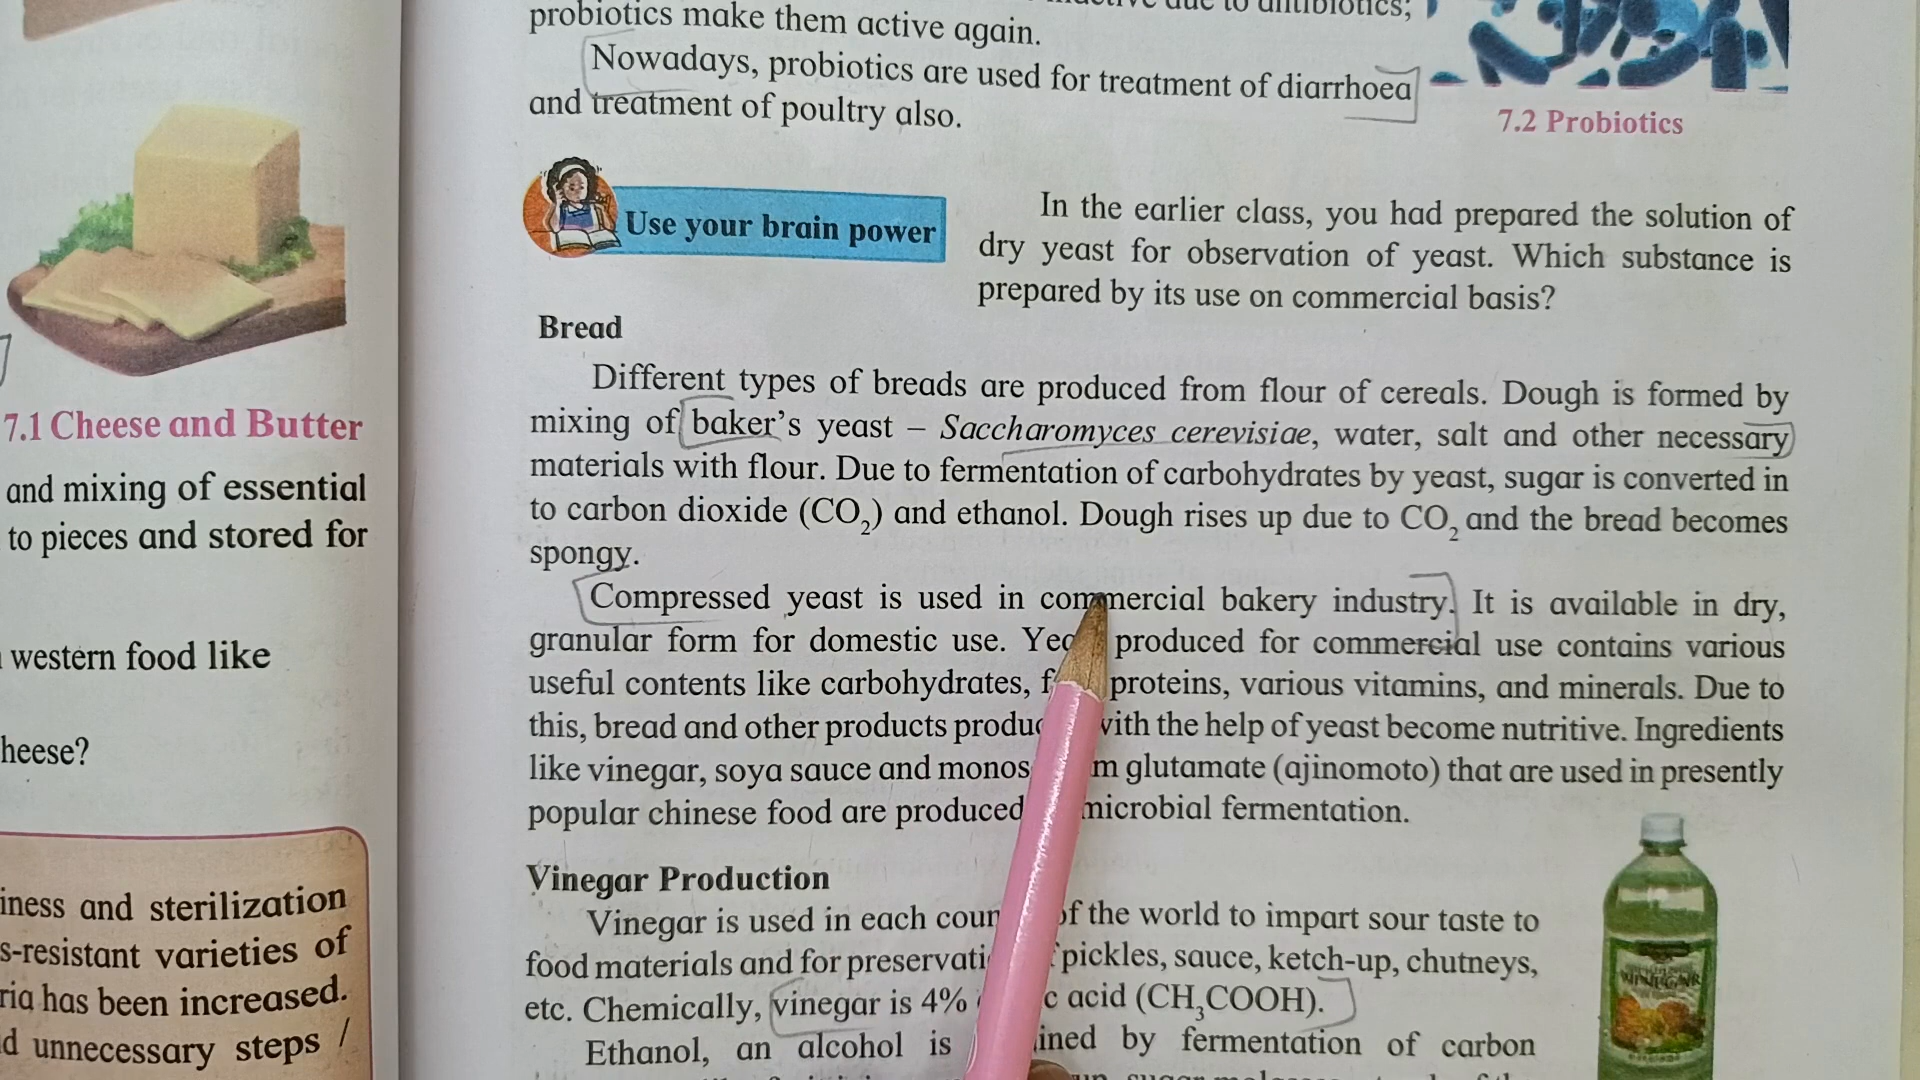 7.1 Cheese and Butter
and mixing of essential
to pieces and stored for
western food like
heese?
iness and sterilization
s-resistant varieties of
ria has been increased.
d unnecessary steps /
due to antibiotics;
probiotics make them active again.
Nowadays, probiotics are used for treatment of diarrhoea
and treatment of poultry also.
7.2 Probiotics
Use your brain power
In the earlier class, you had prepared the solution of
dry yeast for observation of yeast. Which substance is
prepared by its use on commercial basis?
Bread
Different types of breads are produced from flour of cereals. Dough is formed by
mixing of baker's yeast – Saccharomyces cerevisiae, water, salt and other necessary
materials with flour. Due to fermentation of carbohydrates by yeast, sugar is converted in
to carbon dioxide (CO₂) and ethanol. Dough rises up due to CO₂ and the bread becomes
spongy.
Compressed yeast is used in commercial bakery industry. It is available in dry,
granular form for domestic use. produced for commercial use contains various
useful contents like carbohydrates, proteins, various vitamins, and minerals. Due to
this, bread and other products with the help of yeast become nutritive. Ingredients
like vinegar, soya sauce and glutamate (ajinomoto) that are used in presently
popular chinese food are produced microbial fermentation.
Vinegar Production
Vinegar is used in each of the world to impart sour taste to
food materials and for pickles, sauce, ketch-up, chutneys,
etc. Chemically, vinegar is 4% acid (CH₃COOH).
Ethanol, an alcohol is by fermentation of carbon
VINEGAR